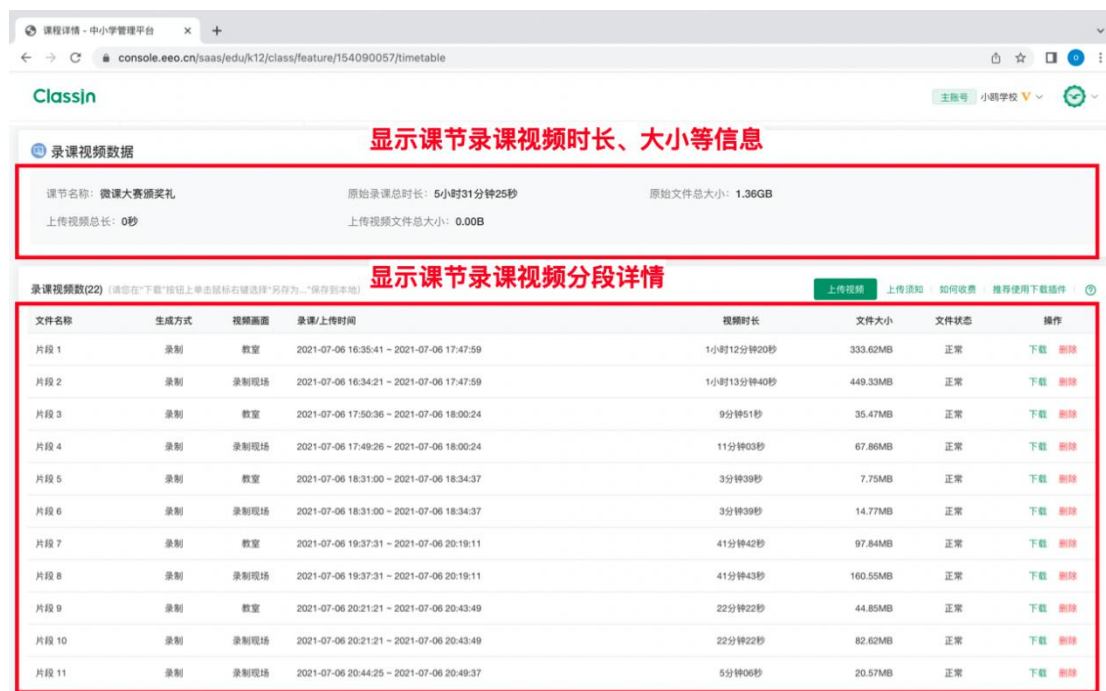 课程详情 - 中小学管理平台
console.eeo.cn/saas/edu/k12/class/feature/154090057/timetable
ClassIn 主账号 小鸥学校 V
显示课节录课视频时长、大小等信息
录课视频数据
课节名称: 微课大赛颁奖礼 原始录课总时长: 5小时31分钟25秒 原始文件总大小: 1.36GB
上传视频总长: 0秒 上传视频文件总大小: 0.00B
显示课节录课视频分段详情
录课视频数(22) (请您在"下载"按钮上单击鼠标右键选择"另存为..."保存到本地) 上传视频 上传须知 如何收费 推荐使用下载插件
文件名称 生成方式 视频画面 录课/上传时间 视频时长 文件大小 文件状态 操作
片段 1 录制 教室 2021-07-06 16:35:41 ~ 2021-07-06 17:47:59 1小时12分钟20秒 333.62MB 正常 下载 删除
片段 2 录制 录制现场 2021-07-06 16:34:21 ~ 2021-07-06 17:47:59 1小时13分钟40秒 449.33MB 正常 下载 删除
片段 3 录制 教室 2021-07-06 17:50:36 ~ 2021-07-06 18:00:24 9分钟51秒 35.47MB 正常 下载 删除
片段 4 录制 录制现场 2021-07-06 17:49:26 ~ 2021-07-06 18:00:24 11分钟03秒 67.86MB 正常 下载 删除
片段 5 录制 教室 2021-07-06 18:31:00 ~ 2021-07-06 18:34:37 3分钟39秒 7.75MB 正常 下载 删除
片段 6 录制 录制现场 2021-07-06 18:31:00 ~ 2021-07-06 18:34:37 3分钟39秒 14.77MB 正常 下载 删除
片段 7 录制 教室 2021-07-06 19:37:31 ~ 2021-07-06 20:19:11 41分钟42秒 97.84MB 正常 下载 删除
片段 8 录制 录制现场 2021-07-06 19:37:31 ~ 2021-07-06 20:19:11 41分钟43秒 160.55MB 正常 下载 删除
片段 9 录制 教室 2021-07-06 20:21:21 ~ 2021-07-06 20:43:49 22分钟22秒 44.85MB 正常 下载 删除
片段 10 录制 录制现场 2021-07-06 20:21:21 ~ 2021-07-06 20:43:49 22分钟22秒 82.62MB 正常 下载 删除
片段 11 录制 录制现场 2021-07-06 20:44:25 ~ 2021-07-06 20:49:37 5分钟06秒 20.57MB 正常 下载 删除